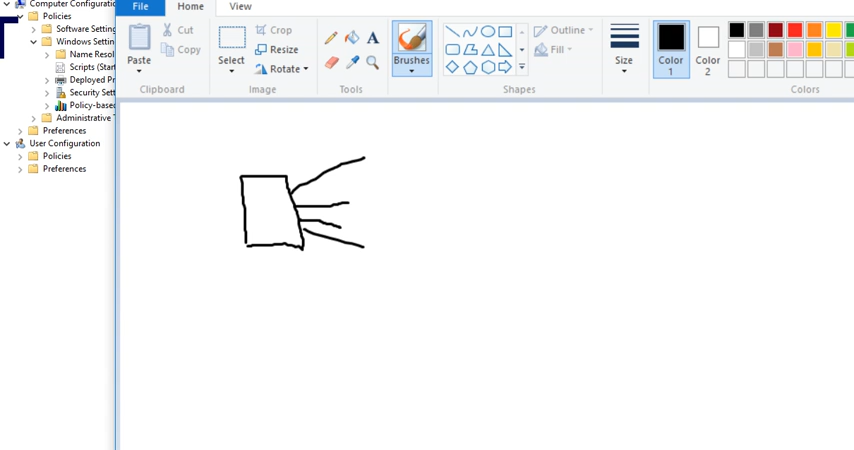 Computer Configuratio
Policies
Software Setting
Windows Settin
Name Resol
Scripts (Start
Deployed Pr
Security Sett
Policy-based
Administrative T
Preferences
User Configuration
Policies
Preferences
File Home View
Paste
Cut
Copy
Clipboard
Select
Crop
Resize
Rotate
Image
Tools
Brushes
Outline
Fill
Shapes
Size
Color 1
Color 2
Colors